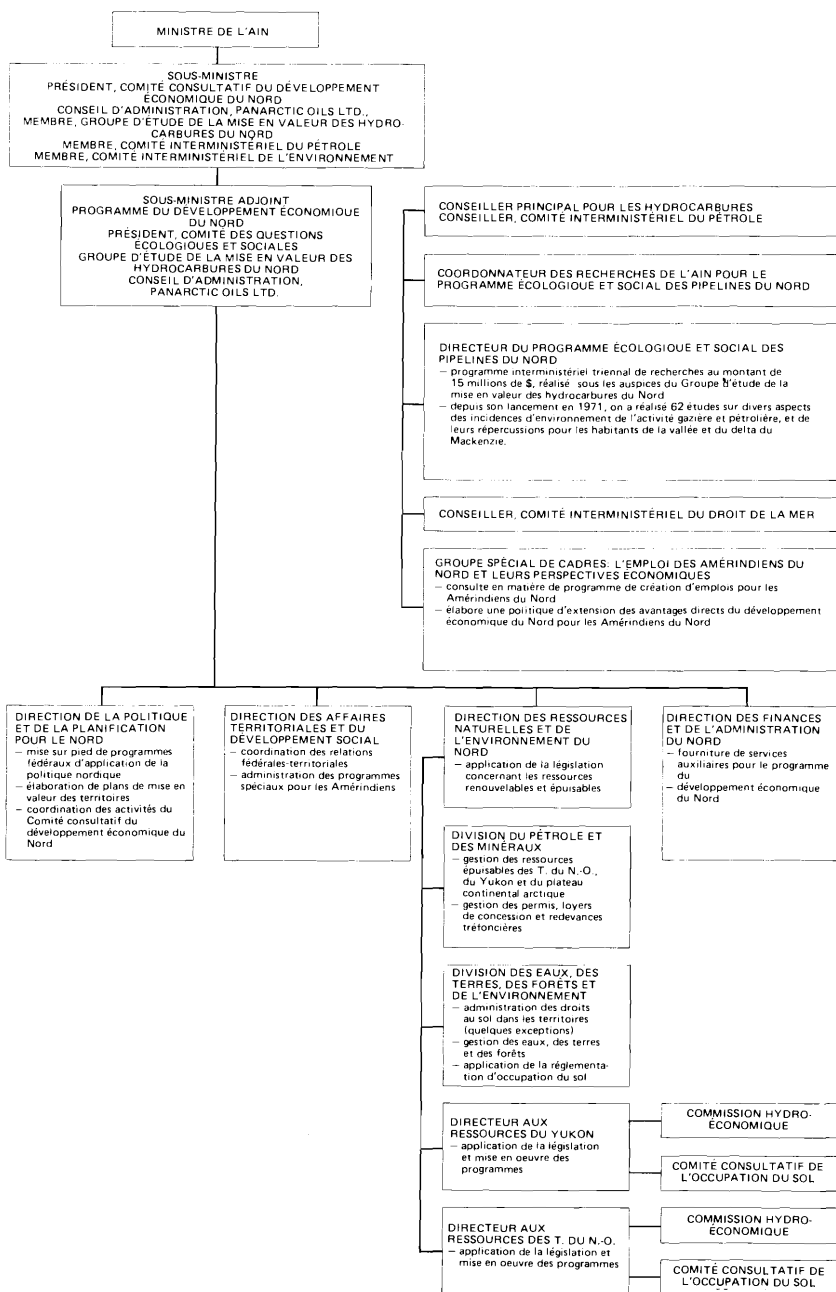 MINISTRE DE L'AIN
SOUS-MINISTRE
PRÉSIDENT, COMITÉ CONSULTATIF DU DÉVELOPPEMENT
ÉCONOMIQUE DU NORD
CONSEIL D'ADMINISTRATION, PANARCTIC OILS LTD.,
MEMBRE, GROUPE D'ÉTUDE DE LA MISE EN VALEUR DES HYDRO-
CARBURES DU NORD
MEMBRE, COMITÉ INTERMINISTÉRIEL DU PÉTROLE
MEMBRE, COMITÉ INTERMINISTÉRIEL DE L'ENVIRONNEMENT
SOUS-MINISTRE ADJOINT
PROGRAMME DU DÉVELOPPEMENT ÉCONOMIQUE
DU NORD
PRÉSIDENT, COMITÉ DES QUESTIONS
ÉCOLOGIQUES ET SOCIALES
GROUPE D'ÉTUDE DE LA MISE EN VALEUR DES
HYDROCARBURES DU NORD
CONSEIL D'ADMINISTRATION,
PANARCTIC OILS LTD.
CONSEILLER PRINCIPAL POUR LES HYDROCARBURES
CONSEILLER, COMITÉ INTERMINISTÉRIEL DU PÉTROLE
COORDONNATEUR DES RECHERCHES DE L'AIN POUR LE
PROGRAMME ÉCOLOGIQUE ET SOCIAL DES PIPELINES DU NORD
DIRECTEUR DU PROGRAMME ÉCOLOGIQUE ET SOCIAL DES
PIPELINES DU NORD
– programme interministériel triennal de recherches au montant de
15 millions de $, réalisé sous les auspices du Groupe d'étude de la
mise en valeur des hydrocarbures du Nord
– depuis son lancement en 1971, on a réalisé 62 études sur divers aspects
des incidences d'environnement de l'activité gazière et pétrolière, et de
leurs répercussions pour les habitants de la vallée et du delta du
Mackenzie.
CONSEILLER, COMITÉ INTERMINISTÉRIEL DU DROIT DE LA MER
GROUPE SPÉCIAL DE CADRES: L'EMPLOI DES AMÉRINDIENS DU
NORD ET LEURS PERSPECTIVES ÉCONOMIQUES
– consulte en matière de programme de création d'emplois pour les
Amérindiens du Nord
– élabore une politique d'extension des avantages directs du développement
économique du Nord pour les Amérindiens du Nord
DIRECTION DE LA POLITIQUE
ET DE LA PLANIFICATION
POUR LE NORD
– mise sur pied de programmes
fédéraux d'application de la
politique nordique
– élaboration de plans de mise en
valeur des territoires
– coordination des activités du
Comité consultatif du
développement économique du
Nord
DIRECTION DES AFFAIRES
TERRITORIALES ET DU
DÉVELOPPEMENT SOCIAL
– coordination des relations
fédérales-territoriales
– administration des programmes
spéciaux pour les Amérindiens
DIRECTION DES RESSOURCES
NATURELLES ET DE
L'ENVIRONNEMENT DU
NORD
– application de la législation
concernant les ressources
renouvelables et épuisables
DIRECTION DES FINANCES
ET DE L'ADMINISTRATION
DU NORD
– fourniture de services
auxiliaires pour le programme
du
– développement économique
du Nord
DIVISION DU PÉTROLE ET
DES MINÉRAUX
– gestion des ressources
épuisables des T. du N.-O.,
du Yukon et du plateau
continental arctique
– gestion des permis, loyers
de concession et redevances
tréfoncières
DIVISION DES EAUX, DES
TERRES, DES FORÊTS ET
DE L'ENVIRONNEMENT
– administration des droits
au sol dans les territoires
(quelques exceptions)
– gestion des eaux, des terres
et des forêts
– application de la réglementa-
tion d'occupation du sol
DIRECTEUR AUX
RESSOURCES DU YUKON
– application de la législation
et mise en oeuvre des
programmes
COMMISSION HYDRO-
ÉCONOMIQUE
COMITÉ CONSULTATIF DE
L'OCCUPATION DU SOL
DIRECTEUR AUX
RESSOURCES DES T. DU N.-O.
– application de la législation et
mise en oeuvre des programmes
COMMISSION HYDRO-
ÉCONOMIQUE
COMITÉ CONSULTATIF DE
L'OCCUPATION DU SOL